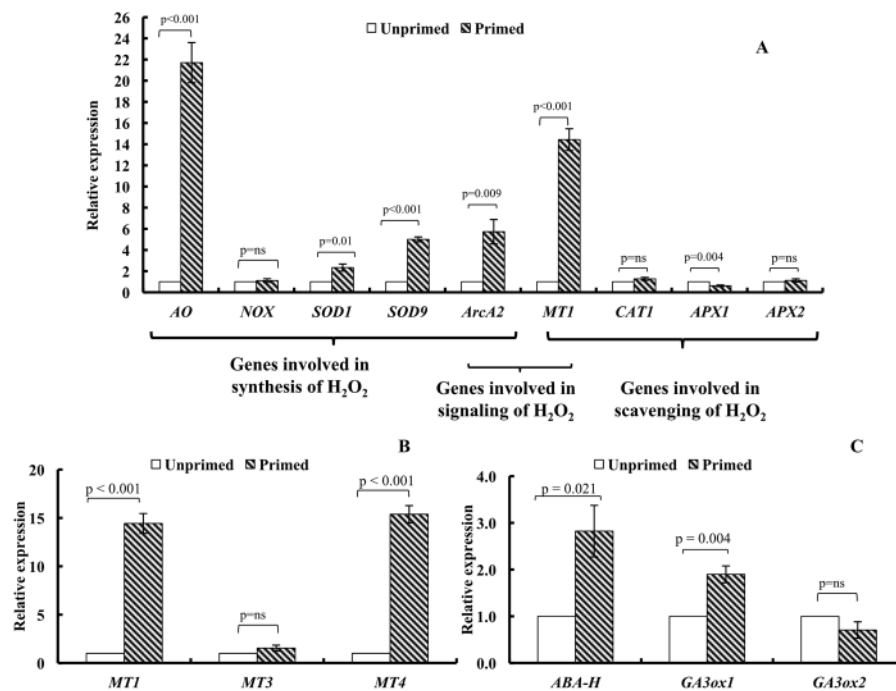 Unprimed Primed
A
Relative expression
26
24
22
20
18
16
14
12
10
8
6
4
2
0
p<0.001
p=ns
p=0.01
p<0.001
p=0.009
p<0.001
p=ns
p=0.004
p=ns
AO NOX SOD1 SOD9 ArcA2 MT1 CAT1 APX1 APX2
Genes involved in
synthesis of H₂O₂
Genes involved in
signaling of H₂O₂
Genes involved in
scavenging of H₂O₂
B
Unprimed Primed
Relative expression
20
15
10
5
0
p < 0.001
p=ns
p < 0.001
MT1 MT3 MT4
C
Unprimed Primed
Relative expression
4.0
3.0
2.0
1.0
0.0
p = 0.021
p = 0.004
p=ns
ABA-H GA3ox1 GA3ox2